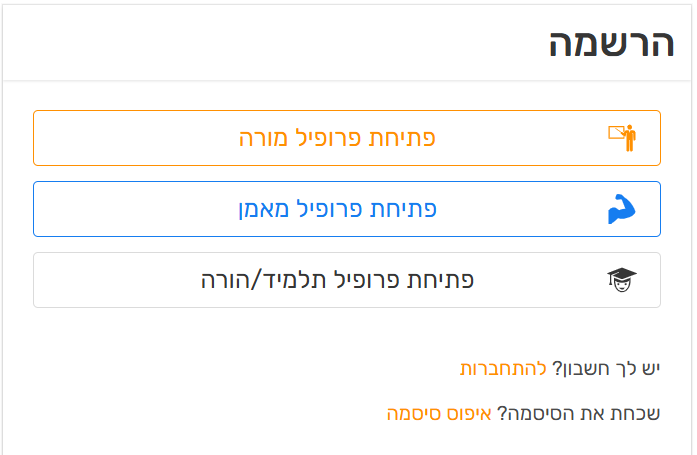 הרשמה
פתיחת פרופיל מורה
פתיחת פרופיל מאמן
פתיחת פרופיל תלמיד/הורה
יש לך חשבון? להתחברות
שכחת את הסיסמה? איפוס סיסמה